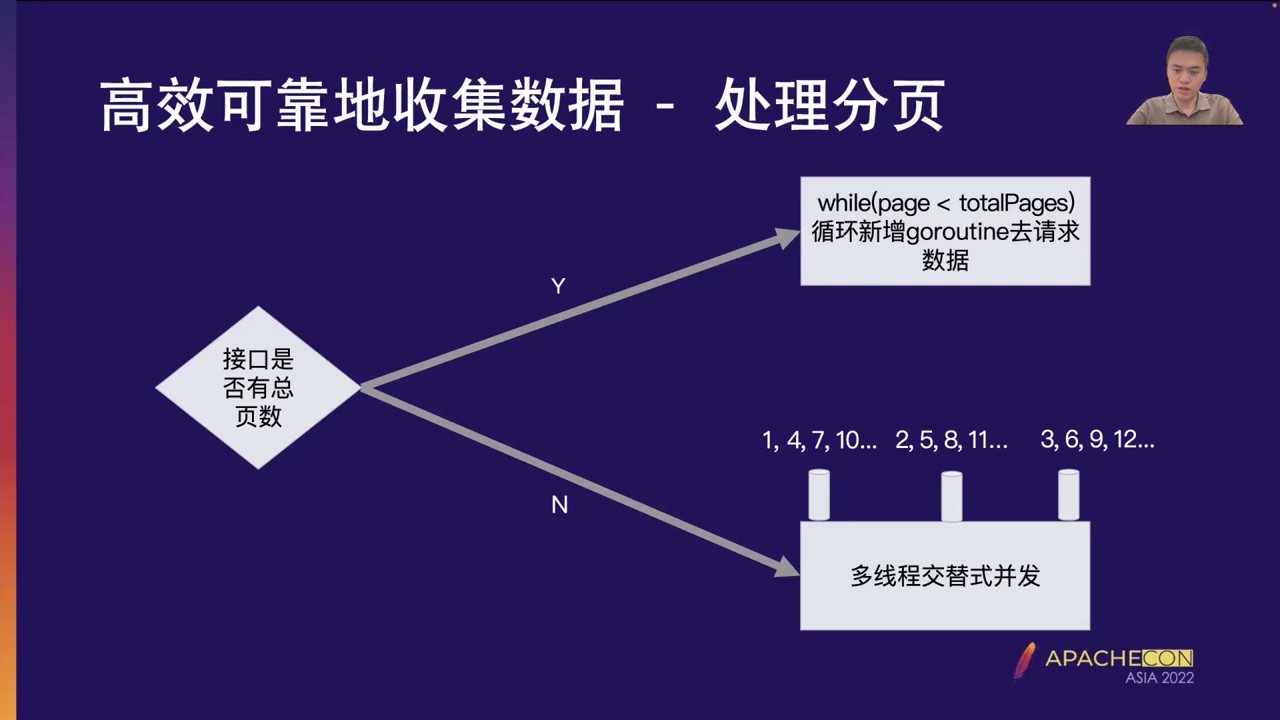 高效可靠地收集数据 - 处理分页
while(page < totalPages)
循环新增goroutine去请求
数据
Y
接口是
否有总
页数
1, 4, 7, 10... 2, 5, 8, 11... 3, 6, 9, 12...
N
多线程交替式并发
APACHECON
ASIA 2022